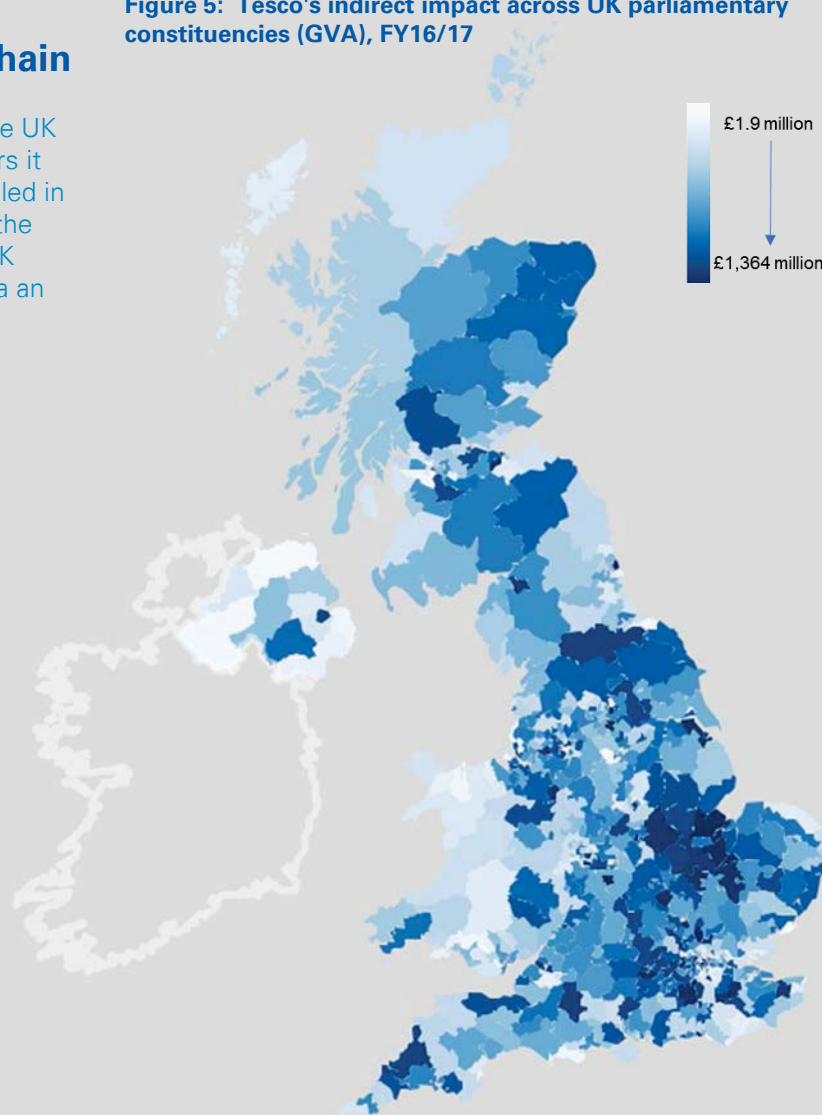 Figure 5: Tesco's indirect impact across UK parliamentary
constituencies (GVA), FY16/17
hain
e UK
rs it
led in
the
K
a an
£1.9 million
£1,364 million